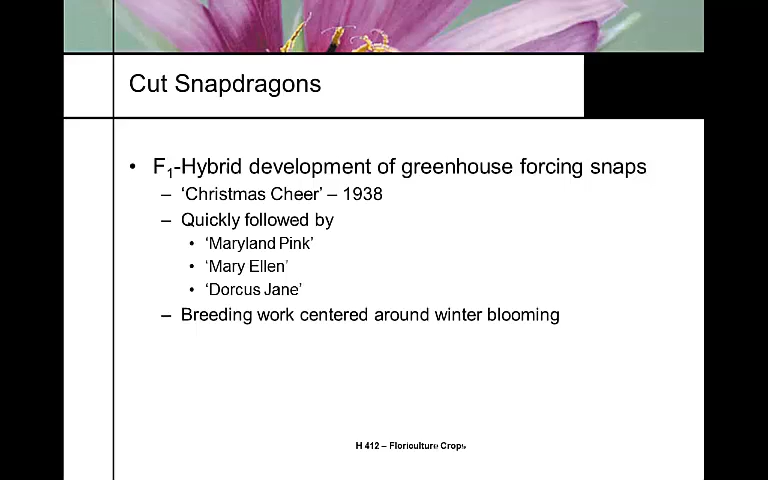 Cut Snapdragons
• F1-Hybrid development of greenhouse forcing snaps
– ‘Christmas Cheer’ – 1938
– Quickly followed by
• ‘Maryland Pink’
• ‘Mary Ellen’
• ‘Dorcus Jane’
– Breeding work centered around winter blooming
H 412 – Floriculture Crops